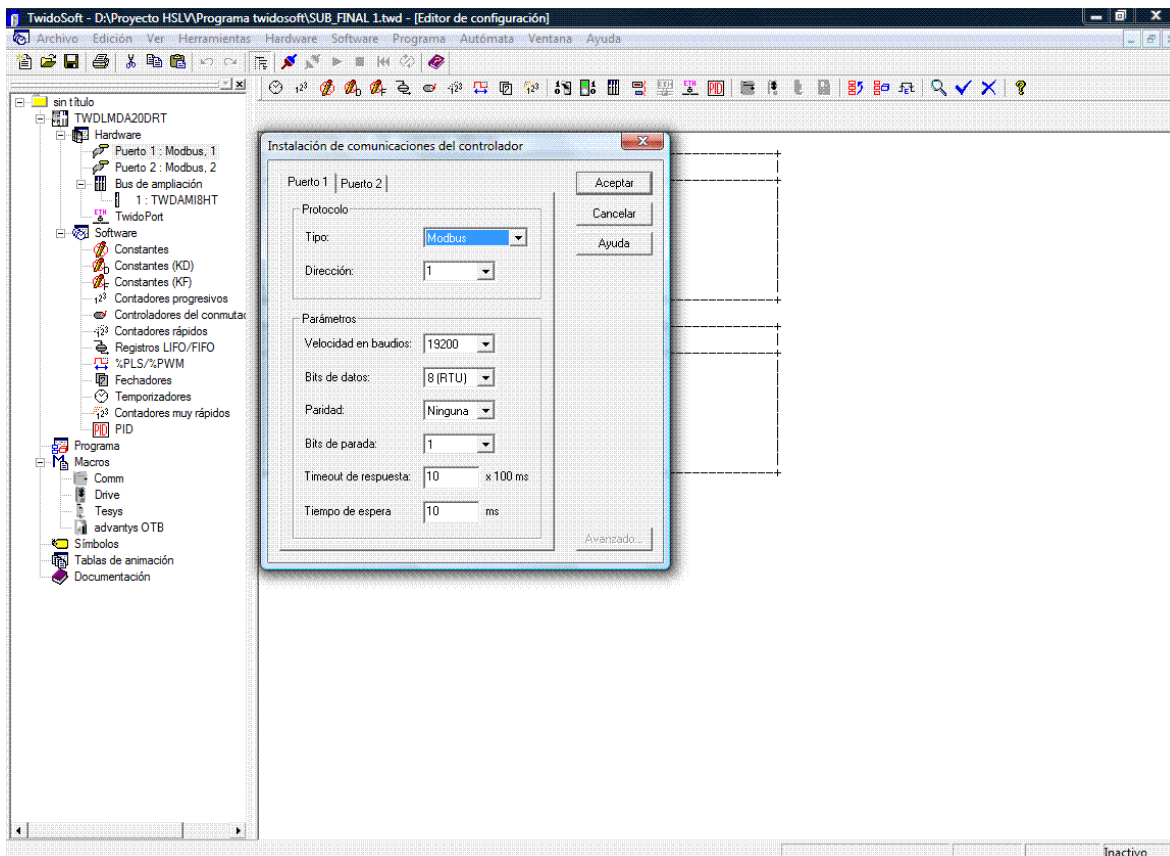 TwidoSoft - D:\Proyecto HSLV\Programa twidosoft\SUB_FINAL 1.twd - [Editor de configuración]
Archivo Edición Ver Herramientas Hardware Software Programa Autómata Ventana Ayuda
sin título
TWDLMDA20DRT
Hardware
Puerto 1 : Modbus, 1
Puerto 2 : Modbus, 2
Bus de ampliación
1 : TWDAMI8HT
TwidoPort
Software
Constantes
Constantes (KD)
Constantes (KF)
Contadores progresivos
Controladores del conmutac
Contadores rápidos
Registros LIFO/FIFO
%PLS/%PWM
Fechadores
Temporizadores
Contadores muy rápidos
PID
Programa
Macros
Comm
Drive
Tesys
advantys OTB
Símbolos
Tablas de animación
Documentación
Instalación de comunicaciones del controlador
Puerto 1 Puerto 2
Aceptar
Cancelar
Ayuda
Protocolo
Tipo: Modbus
Dirección: 1
Parámetros
Velocidad en baudios: 19200
Bits de datos: 8 (RTU)
Paridad: Ninguna
Bits de parada: 1
Timeout de respuesta: 10 x 100 ms
Tiempo de espera 10 ms
Avanzado...
Inactivo